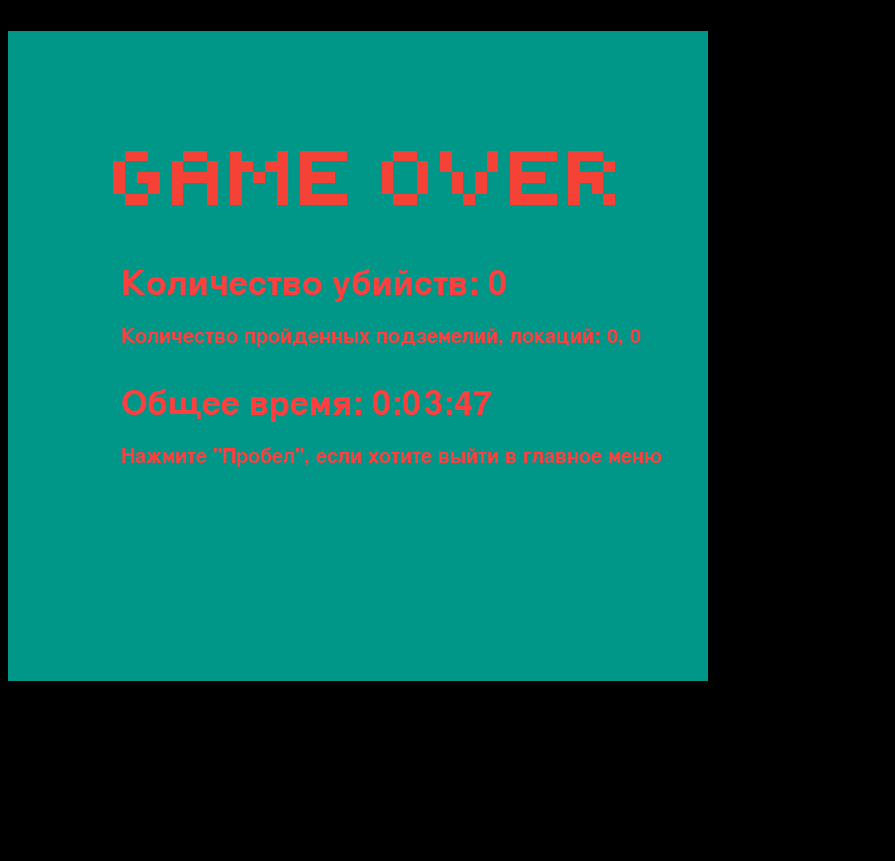 GAME OVER
Количество убийств: 0
Количество пройденных подземелий, локаций: 0, 0
Общее время: 0:03:47
Нажмите "Пробел", если хотите выйти в главное меню